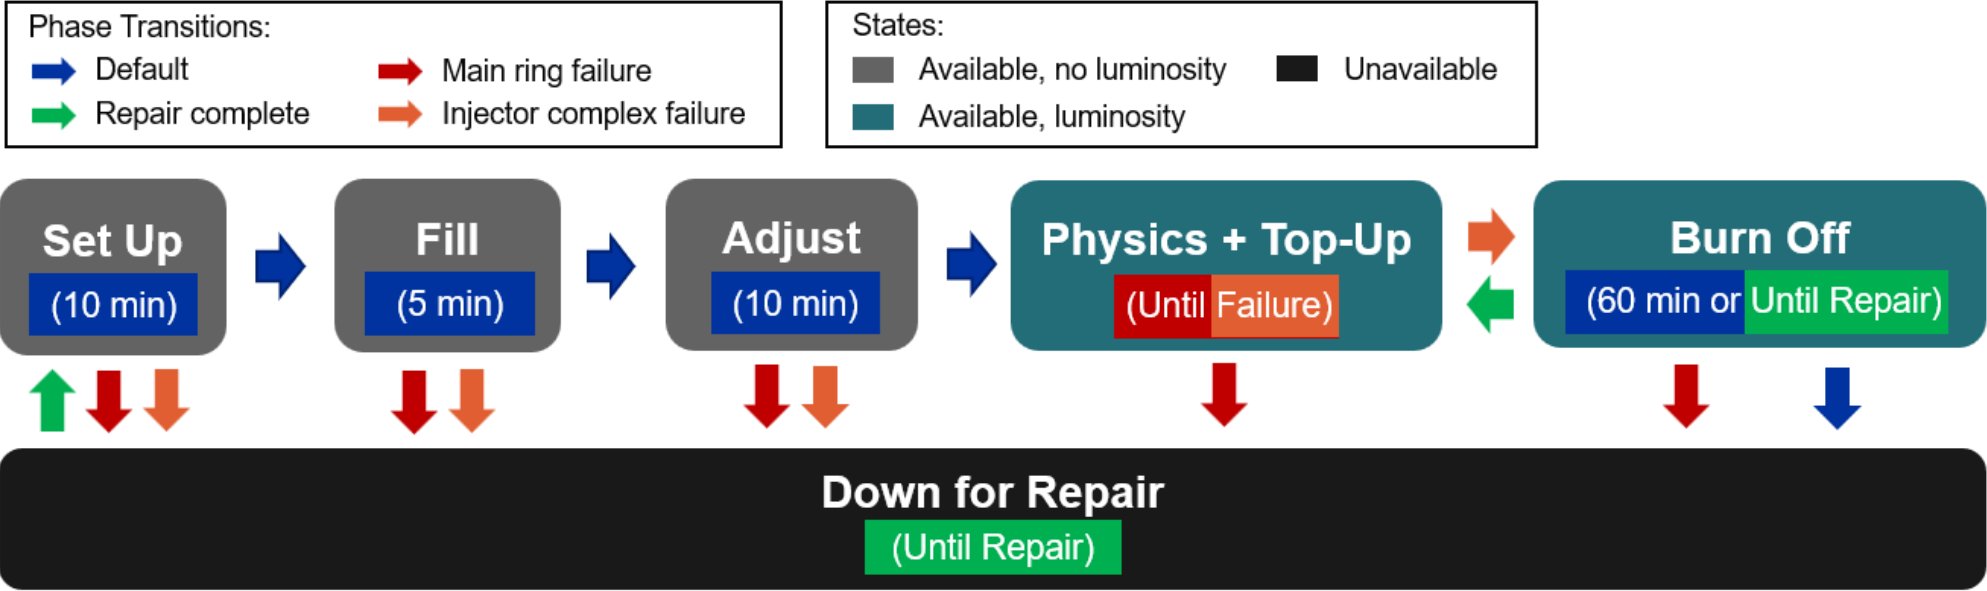 Phase Transitions:
Default
Main ring failure
Repair complete
Injector complex failure
States:
Available, no luminosity
Unavailable
Available, luminosity
Set Up
(10 min)
Fill
(5 min)
Adjust
(10 min)
Physics + Top-Up
(Until Failure)
Burn Off
(60 min or Until Repair)
Down for Repair
(Until Repair)